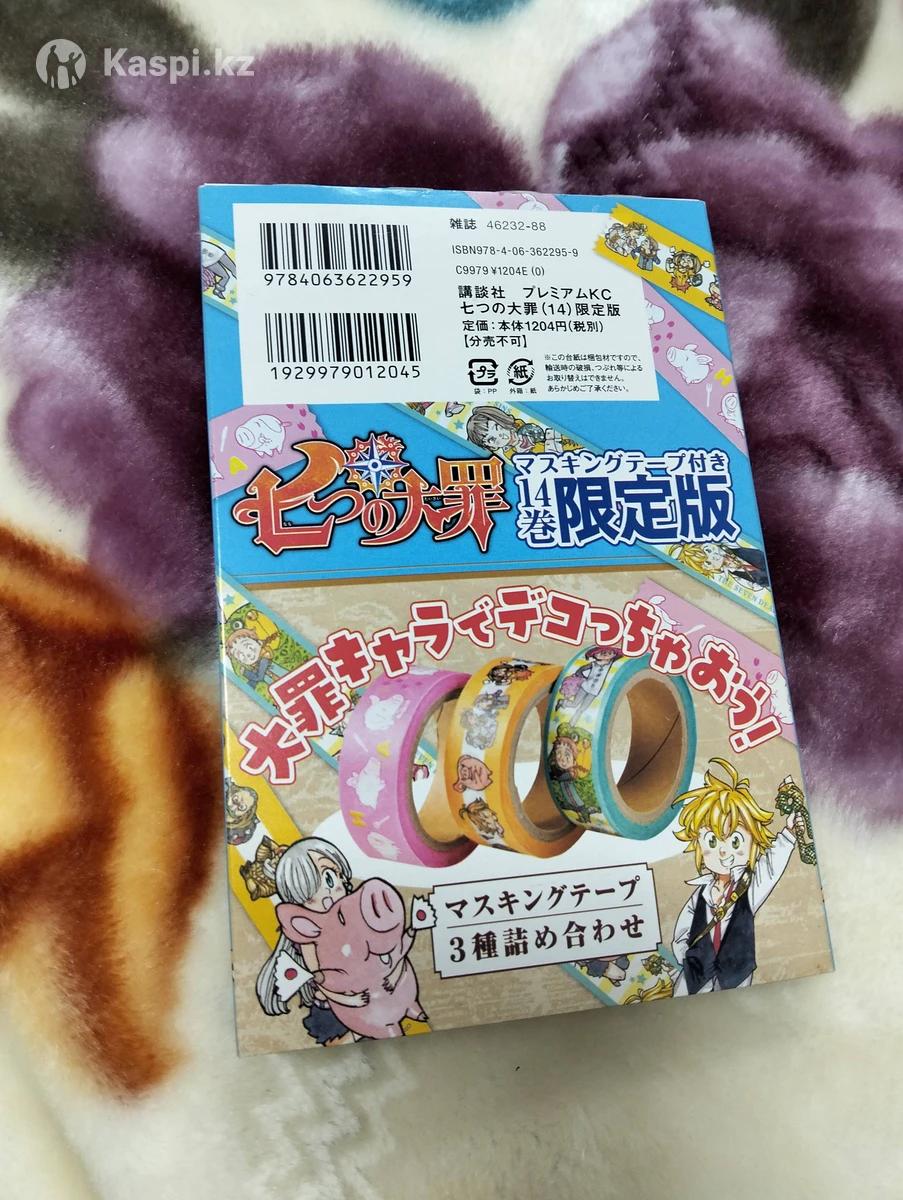 Kaspi.kz
雑誌 46232-88
ISBN978-4-06-362295-9
C9979 ¥1204E (0)
9784063622959
講談社 プレミアムKC
七つの大罪(14)限定版
定価:本体1204円(税別)
【分売不可】
1929979012045
プラ
袋:PP
紙
外箱:紙
※この台紙は梱包材ですので、
輸送時の破損、つぶれ等による
お取り替えはできません。
あらかじめご了承ください。
七つの大罪
マスキングテープ付き
14巻 限定版
大罪キャラでデコっちゃおう!
マスキングテープ
3種詰め合わせ